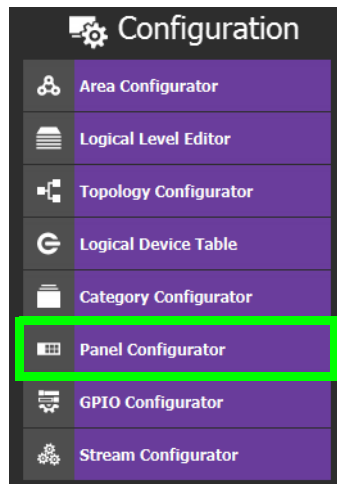 Configuration
Area Configurator
Logical Level Editor
Topology Configurator
Logical Device Table
Category Configurator
Panel Configurator
GPIO Configurator
Stream Configurator